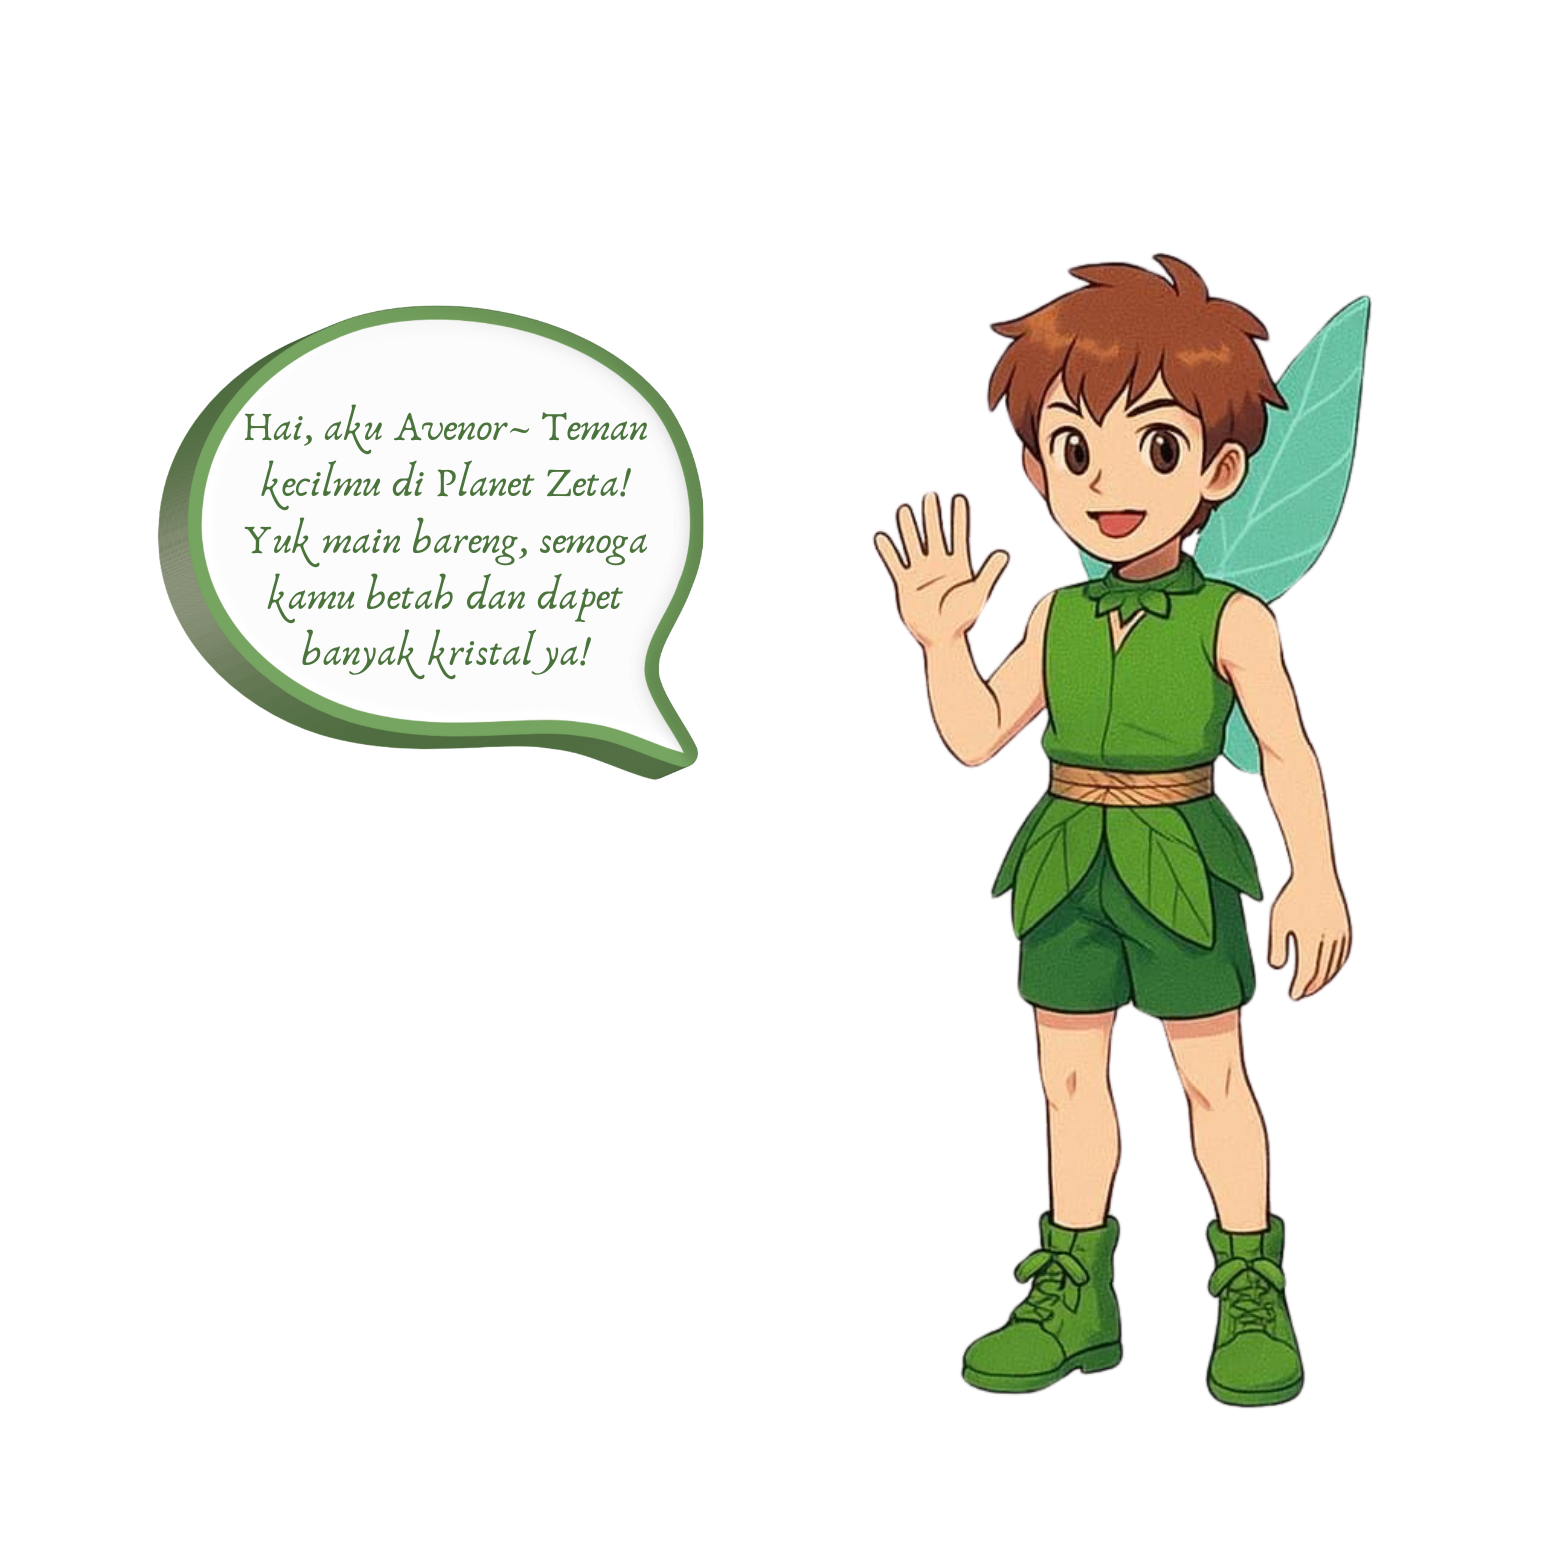 Hai, aku Avenor~ Teman
kecilmu di Planet Zeta!
Yuk main bareng, semoga
kamu betah dan dapet
banyak kristal ya!